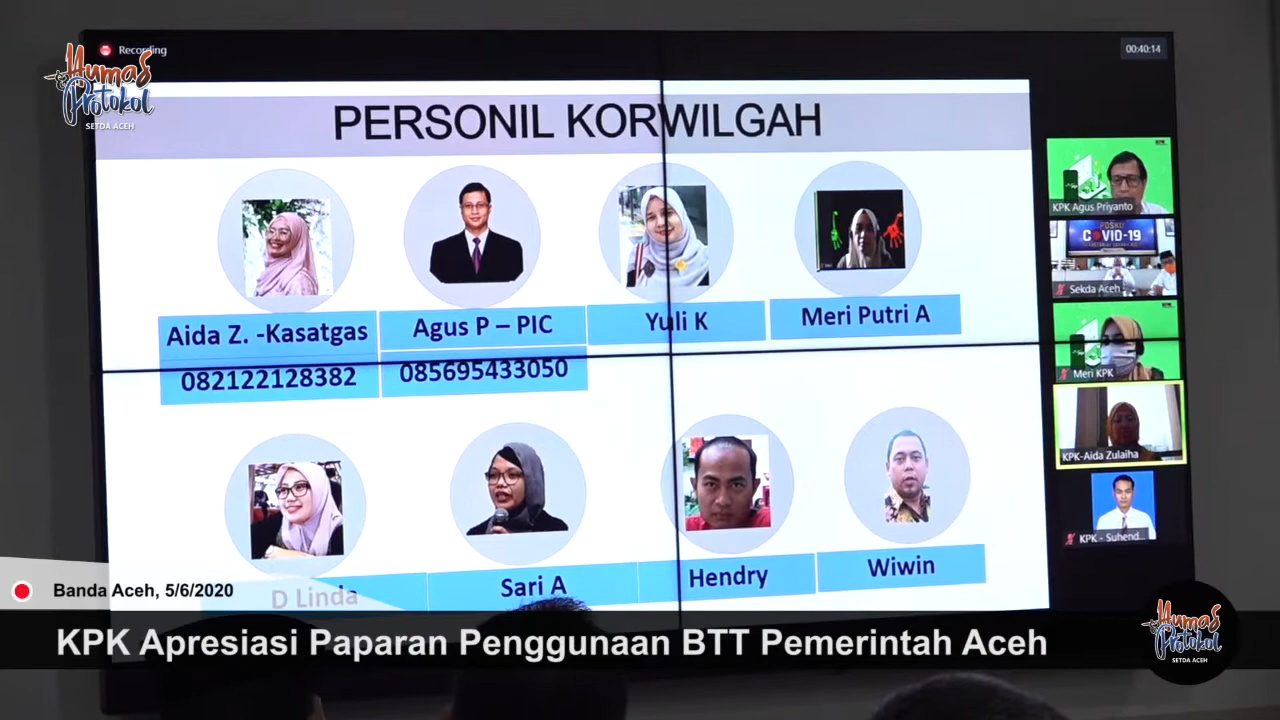 Recording
00:40:14
Humas
Protokol
SETDA ACEH
PERSONIL KORWILGAH
Aida Z. -Kasatgas
082122128382
Agus P – PIC
085695433050
Yuli K
Meri Putri A
D Linda
Sari A
Hendry
Wiwin
KPK Agus Priyanto
POSKO
COVID-19
Sekda Aceh
Meri KPK
KPK-Aida Zulaiha
KPK - Suhend...
Banda Aceh, 5/6/2020
KPK Apresiasi Paparan Penggunaan BTT Pemerintah Aceh
Humas
Protokol
SETDA ACEH